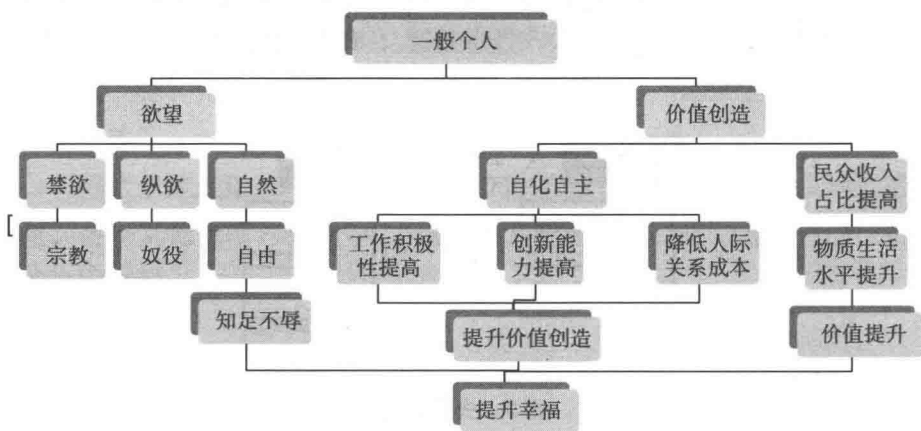 一般个人
欲望
价值创造
禁欲
纵欲
自然
自化自主
民众收入
占比提高
[
宗教
奴役
自由
工作积极
性提高
创新能
力提高
降低人际
关系成本
物质生活
水平提升
知足不辱
提升价值创造
价值提升
提升幸福